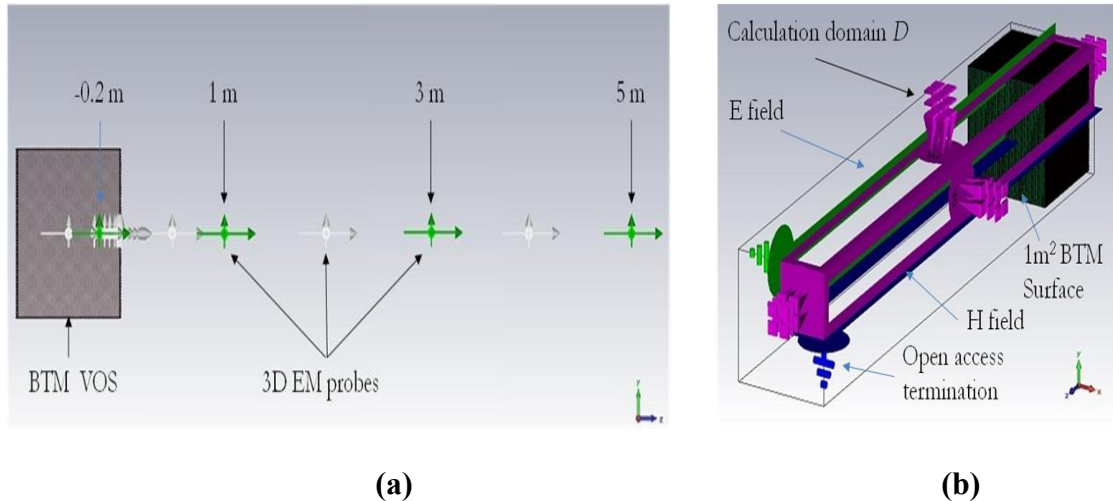 -0.2 m
1 m
3 m
5 m
BTM VOS
3D EM probes
y
z
(a)
Calculation domain D
E field
1m² BTM
Surface
H field
Open access
termination
y
z
x
(b)